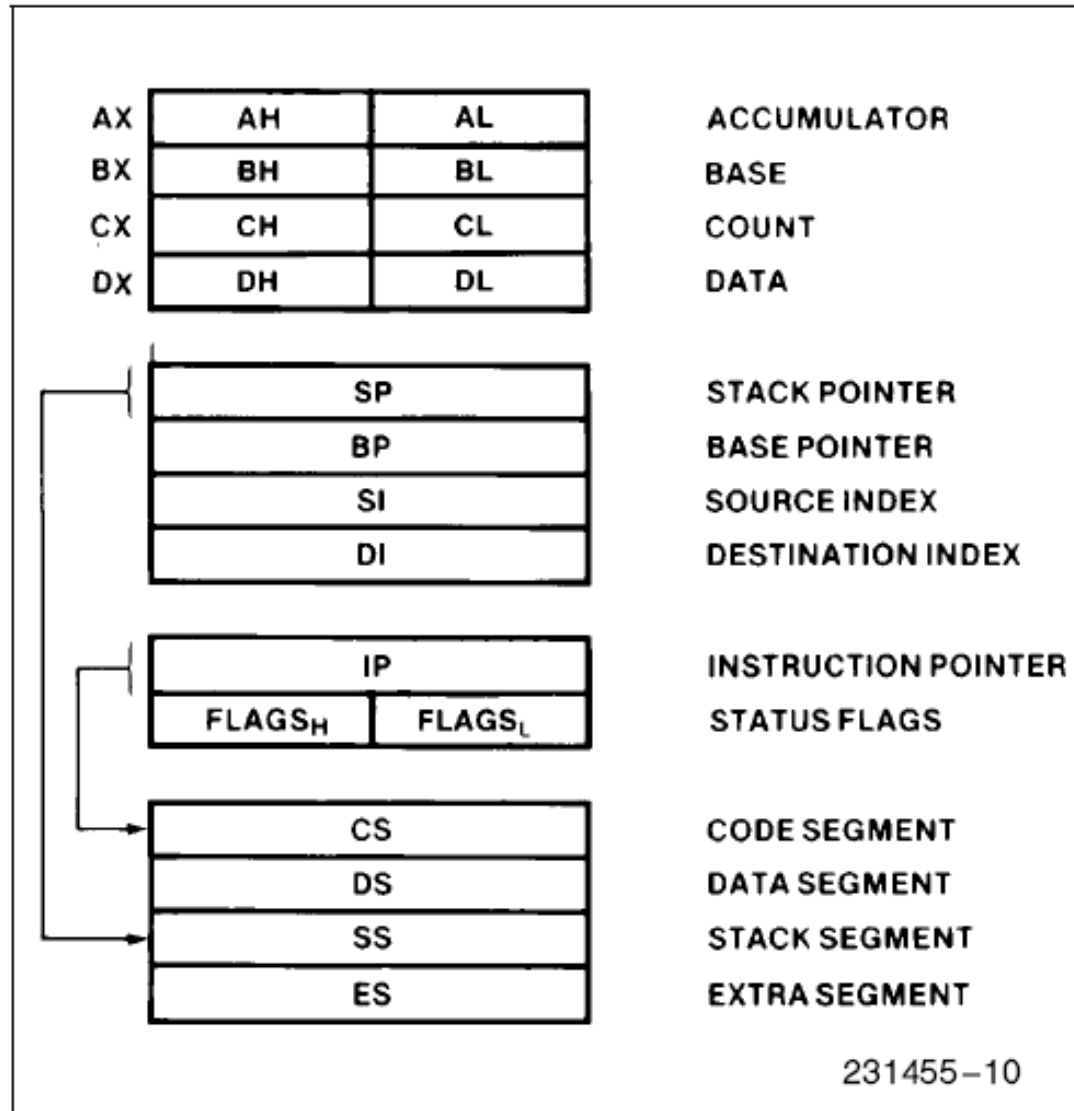 AX AH AL ACCUMULATOR
BX BH BL BASE
CX CH CL COUNT
DX DH DL DATA
SP STACK POINTER
BP BASE POINTER
SI SOURCE INDEX
DI DESTINATION INDEX
IP INSTRUCTION POINTER
FLAGSH FLAGSL STATUS FLAGS
CS CODE SEGMENT
DS DATA SEGMENT
SS STACK SEGMENT
ES EXTRA SEGMENT
231455–10